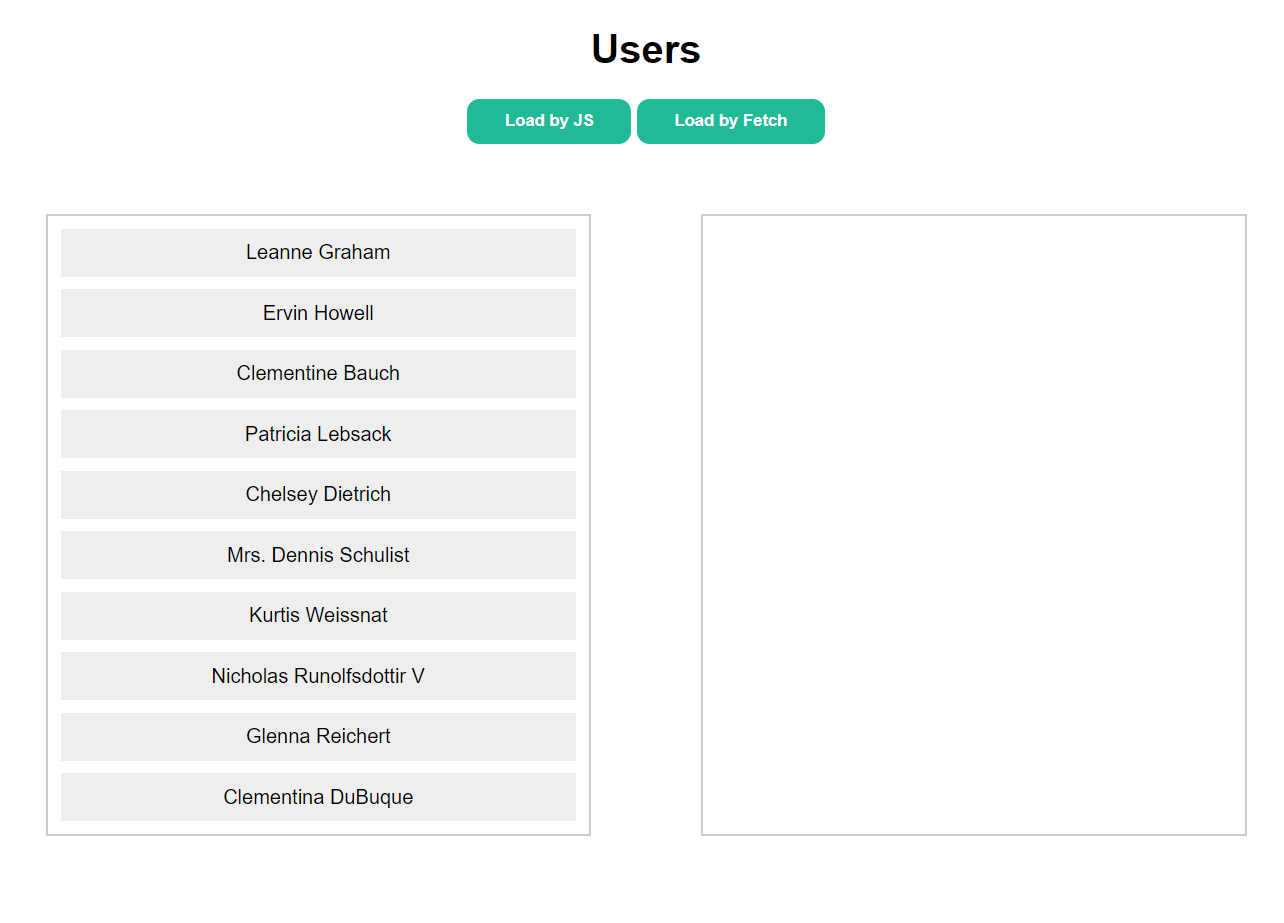 Users
Load by JS
Load by Fetch
Leanne Graham
Ervin Howell
Clementine Bauch
Patricia Lebsack
Chelsey Dietrich
Mrs. Dennis Schulist
Kurtis Weissnat
Nicholas Runolfsdottir V
Glenna Reichert
Clementina DuBuque